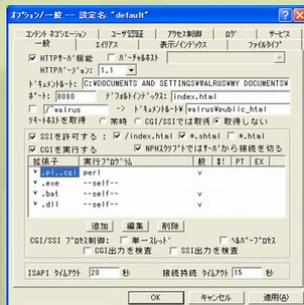 オプション/一般 -- 設定名: "default"
コンテント ネゴシエーション ユーザ認証 アクセス制御 ログ サービス
一般 エイリアス 表示/インデックス ファイルタイプ
HTTPサーバ機能 バーチャルホスト
HTTPバージョン: 1.1
ドキュメントルート: C:¥DOCUMENTS AND SETTINGS¥WALRUS¥MY DOCUMENTS¥
ポート: 8080 デフォルトインデックス: index.html
/~walrus -> ドキュメントルート¥ walrus¥public_html
リモートホストを取得 常時 CGI/SSIでは取得 取得しない
SSIを許可する: /index.html *.shtml *.html
CGIを実行する NPHスクリプトではサーバから接続を切る
拡張子 実行プログラム 般 #! PT EX
.pl,.cgi perl v
v .exe --self--
v .bat --self-- v
v .dll --self-- v
追加 編集 削除
CGI/SSI プロセス制御: 単一スレッド ヘルパープロセス
CGI出力を検査 SSI出力を検査
ISAPI タイムアウト 20 秒 接続持続 タイムアウト 15 秒
OK キャンセル 適用(A)